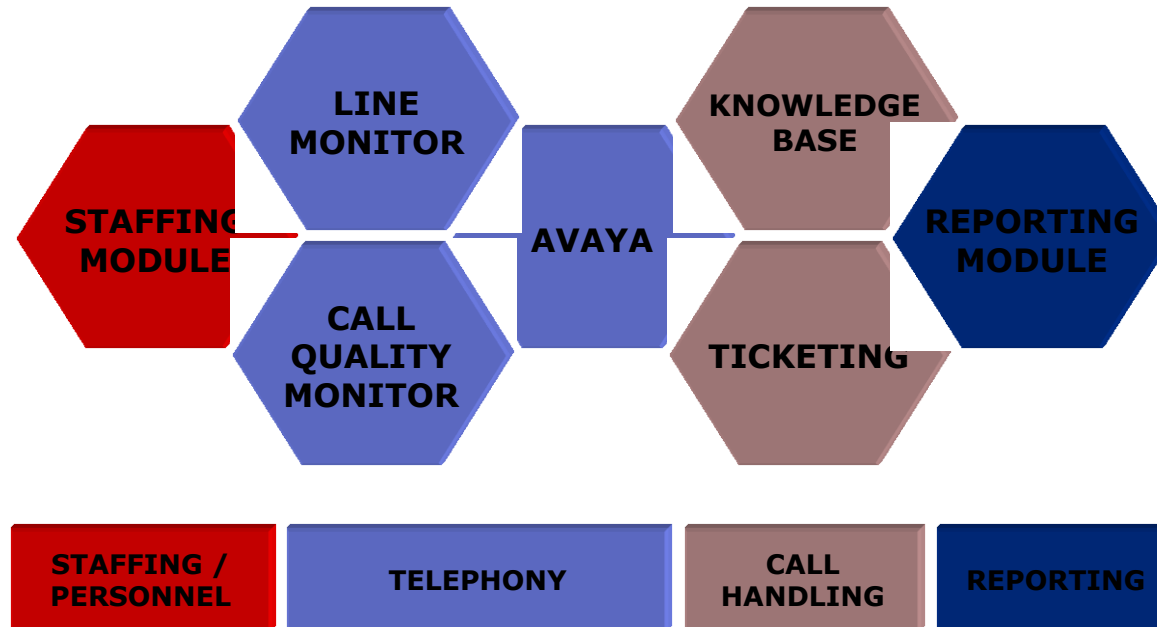 LINE
MONITOR
KNOWLEDGE
BASE
STAFFING
MODULE
AVAYA
REPORTING
MODULE
CALL
QUALITY
MONITOR
TICKETING
STAFFING /
PERSONNEL
TELEPHONY
CALL
HANDLING
REPORTING